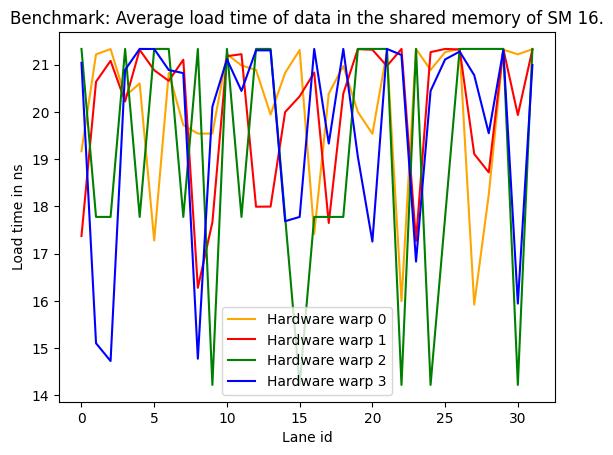 Benchmark: Average load time of data in the shared memory of SM 16.
Load time in ns
21
20
19
18
17
16
15
14
Hardware warp 0
Hardware warp 1
Hardware warp 2
Hardware warp 3
0 5 10 15 20 25 30
Lane id